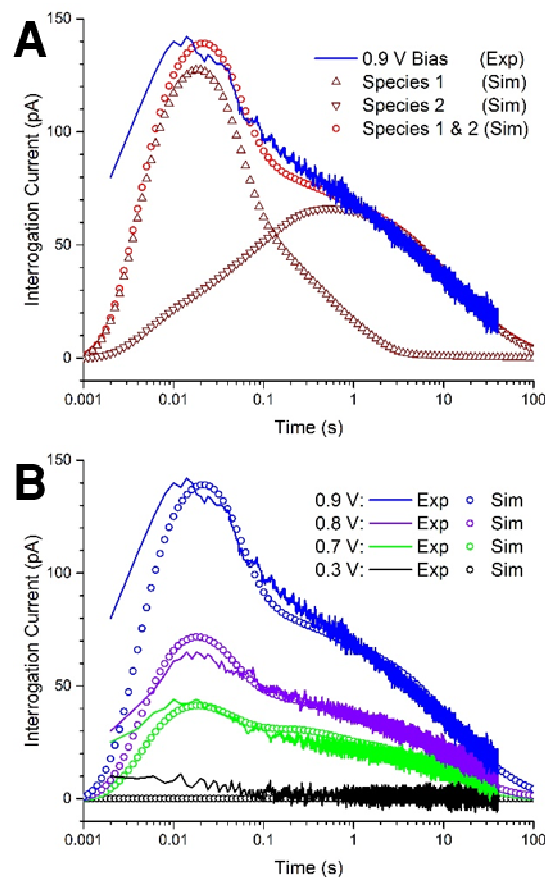 A
150
100
50
0
Interrogation Current (pA)
0.9 V Bias (Exp)
Species 1 (Sim)
Species 2 (Sim)
Species 1 & 2 (Sim)
0.001 0.01 0.1 1 10 100
Time (s)
B
150
100
50
0
Interrogation Current (pA)
0.9 V: Exp Sim
0.8 V: Exp Sim
0.7 V: Exp Sim
0.3 V: Exp Sim
0.001 0.01 0.1 1 10 100
Time (s)